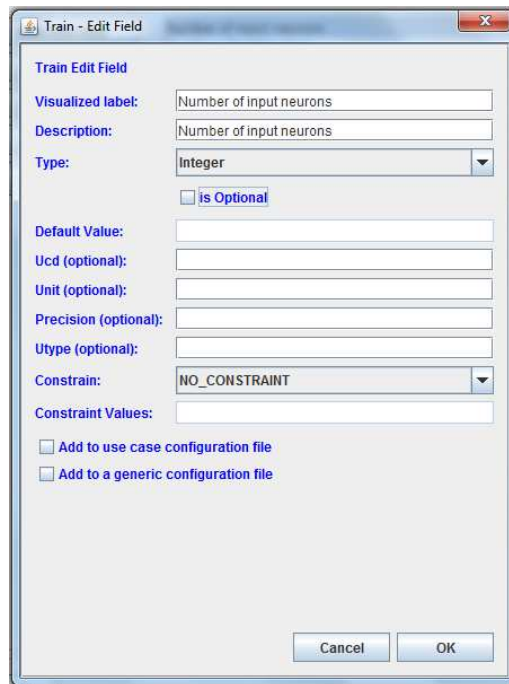 Train - Edit Field
Train Edit Field
Visualized label: Number of input neurons
Description: Number of input neurons
Type: Integer
is Optional
Default Value:
Ucd (optional):
Unit (optional):
Precision (optional):
Utype (optional):
Constrain: NO_CONSTRAINT
Constraint Values:
Add to use case configuration file
Add to a generic configuration file
Cancel OK